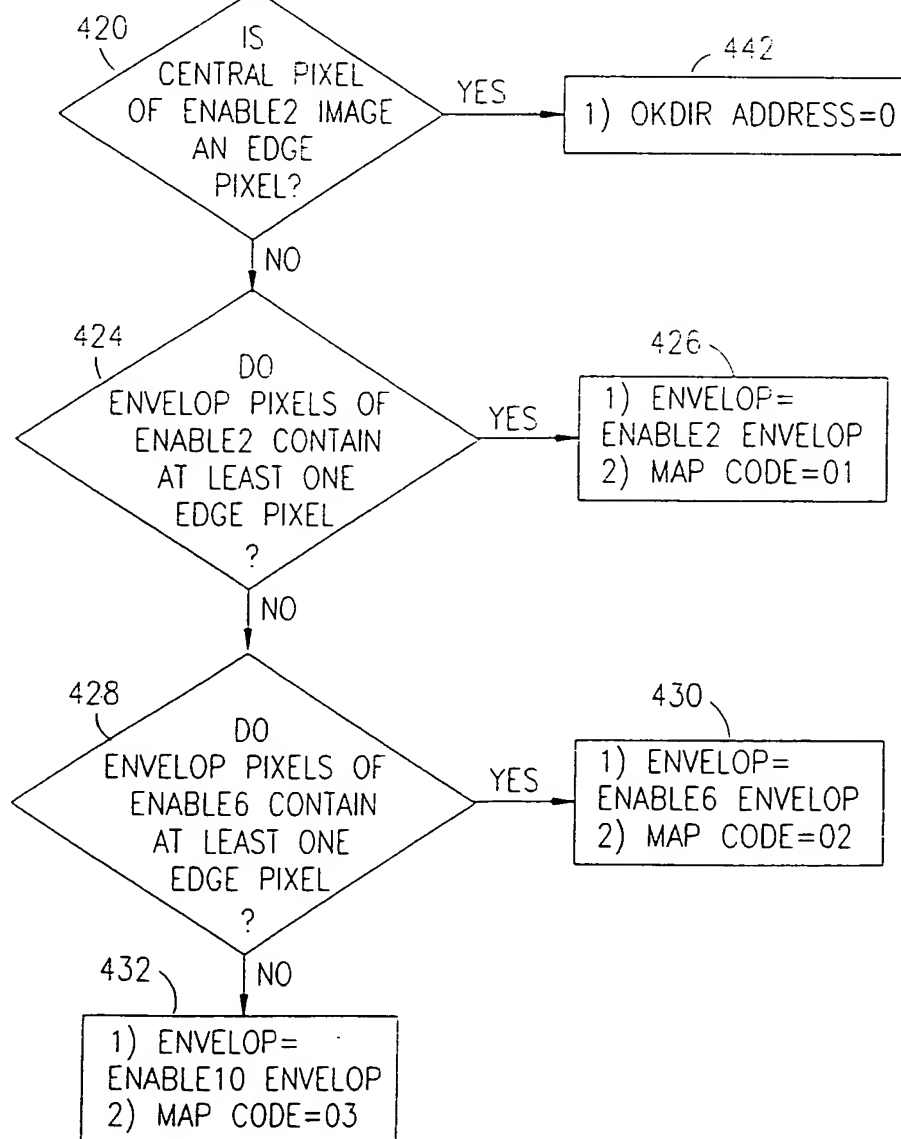 420
IS
CENTRAL PIXEL
OF ENABLE2 IMAGE
AN EDGE
PIXEL?
YES
442
1) OKDIR ADDRESS=0
NO
424
DO
ENVELOP PIXELS OF
ENABLE2 CONTAIN
AT LEAST ONE
EDGE PIXEL
?
YES
426
1) ENVELOP=
ENABLE2 ENVELOP
2) MAP CODE=01
NO
428
DO
ENVELOP PIXELS OF
ENABLE6 CONTAIN
AT LEAST ONE
EDGE PIXEL
?
YES
430
1) ENVELOP=
ENABLE6 ENVELOP
2) MAP CODE=02
NO
432
1) ENVELOP=
ENABLE10 ENVELOP
2) MAP CODE=03